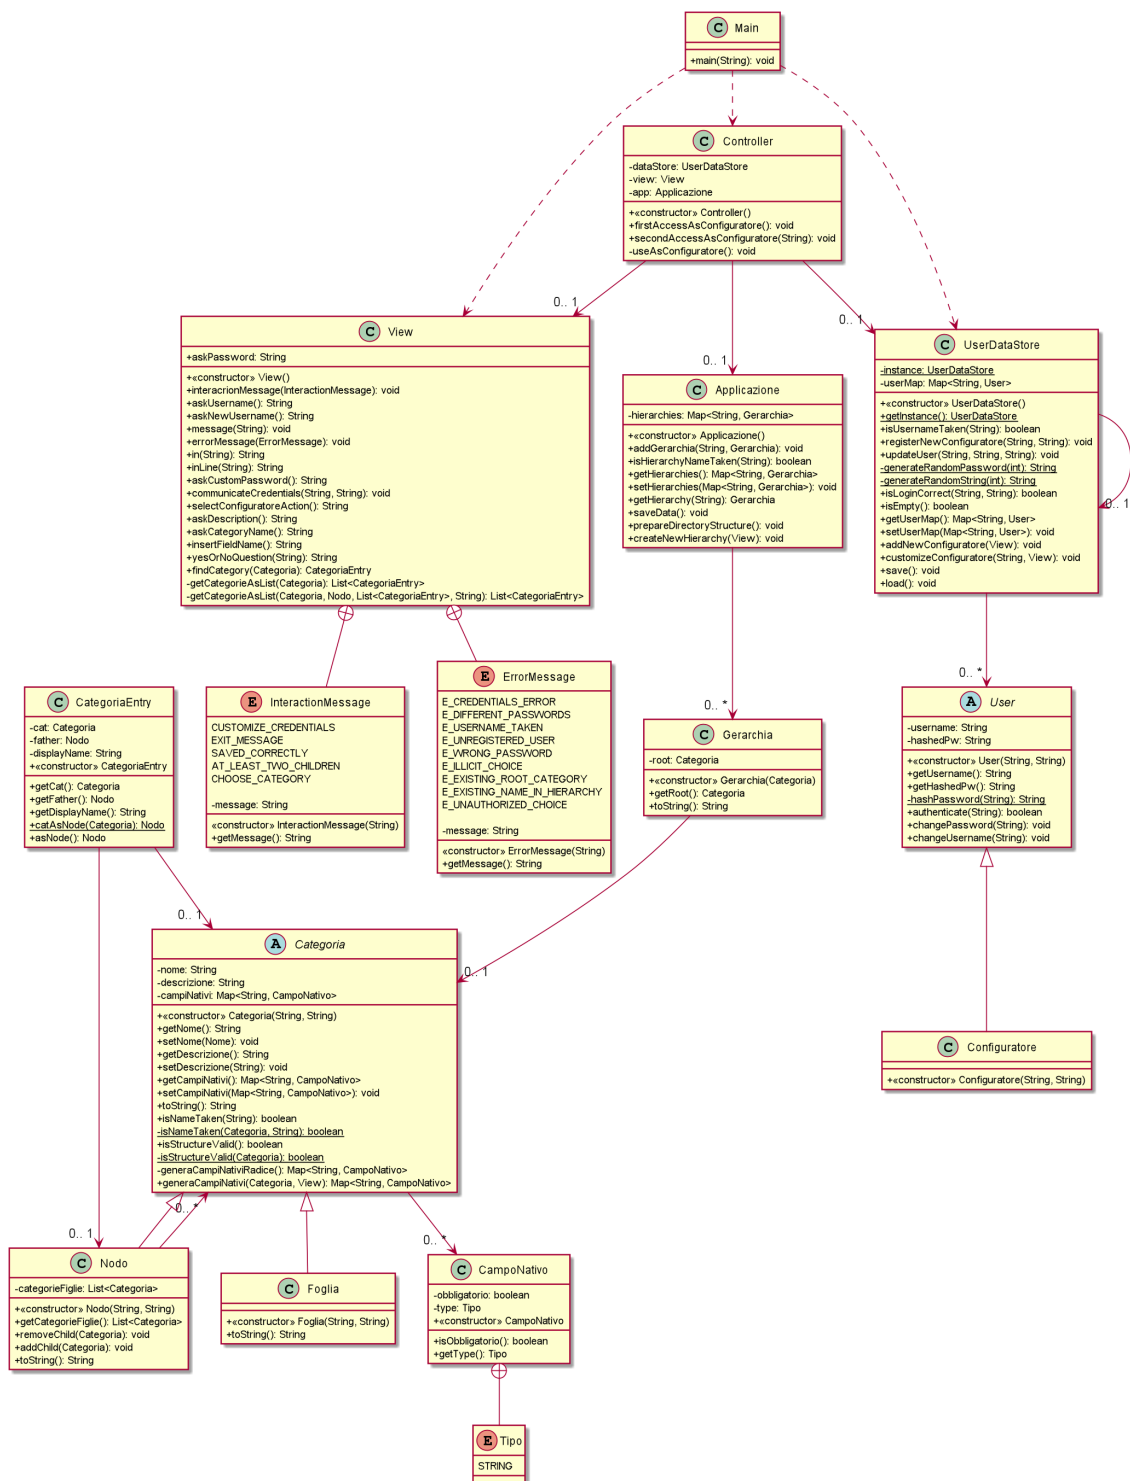 C Main
+main(String): void
C Controller
-dataStore: UserDataStore
-view: View
-app: Applicazione
+«constructor» Controller()
+firstAccessAsConfiguratore(): void
+secondAccessAsConfiguratore(String): void
-useAsConfiguratore(): void
0.. 1
0.. 1
0.. 1
C View
+askPassword: String
+«constructor» View()
+interacrionMessage(InteractionMessage): void
+askUsername(): String
+askNewUsername(): String
+message(String): void
+errorMessage(ErrorMessage): void
+in(String): String
+inLine(String): String
+askCustomPassword(): String
+communicateCredentials(String, String): void
+selectConfiguratoreAction(): String
+askDescription(): String
+askCategoryName(): String
+insertFieldName(): String
+yesOrNoQuestion(String): String
+findCategory(Categoria): CategoriaEntry
-getCategorieAsList(Categoria): List<CategoriaEntry>
-getCategorieAsList(Categoria, Nodo, List<CategoriaEntry>, String): List<CategoriaEntry>
C Applicazione
-hierarchies: Map<String, Gerarchia>
+«constructor» Applicazione()
+addGerarchia(String, Gerarchia): void
+isHierarchyNameTaken(String): boolean
+getHierarchies(): Map<String, Gerarchia>
+setHierarchies(Map<String, Gerarchia>): void
+getHierarchy(String): Gerarchia
+saveData(): void
+prepareDirectoryStructure(): void
+createNewHierarchy(View): void
C UserDataStore
-instance: UserDataStore
-userMap: Map<String, User>
+«constructor» UserDataStore()
+getInstance(): UserDataStore
+isUsernameTaken(String): boolean
+registerNewConfiguratore(String, String): void
+updateUser(String, String, String): void
-generateRandomPassword(int): String
-generateRandomString(int): String
+isLoginCorrect(String, String): boolean
+isEmpty(): boolean
+getUserMap(): Map<String, User>
+setUserMap(Map<String, User>): void
+addNewConfiguratore(View): void
+customizeConfiguratore(String, View): void
+save(): void
+load(): void
0.. 1
0.. *
0.. *
C CategoriaEntry
-cat: Categoria
-father: Nodo
-displayName: String
+«constructor» CategoriaEntry
+getCat(): Categoria
+getFather(): Nodo
+getDisplayName(): String
+catAsNode(Categoria): Nodo
+asNode(): Nodo
E InteractionMessage
CUSTOMIZE_CREDENTIALS
EXIT_MESSAGE
SAVED_CORRECTLY
AT_LEAST_TWO_CHILDREN
CHOOSE_CATEGORY
-message: String
«constructor» InteractionMessage(String)
+getMessage(): String
E ErrorMessage
E_CREDENTIALS_ERROR
E_DIFFERENT_PASSWORDS
E_USERNAME_TAKEN
E_UNREGISTERED_USER
E_WRONG_PASSWORD
E_ILLICIT_CHOICE
E_EXISTING_ROOT_CATEGORY
E_EXISTING_NAME_IN_HIERARCHY
E_UNAUTHORIZED_CHOICE
-message: String
«constructor» ErrorMessage(String)
+getMessage(): String
C Gerarchia
-root: Categoria
+«constructor» Gerarchia(Categoria)
+getRoot(): Categoria
+toString(): String
A User
-username: String
-hashedPw: String
+«constructor» User(String, String)
+getUsername(): String
+getHashedPw(): String
-hashPassword(String): String
+authenticate(String): boolean
+changePassword(String): void
+changeUsername(String): void
0.. 1
0.. 1
A Categoria
-nome: String
-descrizione: String
-campiNativi: Map<String, CampoNativo>
+«constructor» Categoria(String, String)
+getNome(): String
+setNome(Nome): void
+getDescrizione(): String
+setDescrizione(String): void
+getCampiNativi(): Map<String, CampoNativo>
+setCampiNativi(Map<String, CampoNativo>): void
+toString(): String
+isNameTaken(String): boolean
-isNameTaken(Categoria, String): boolean
+isStructureValid(): boolean
-isStructureValid(Categoria): boolean
-generaCampiNativiRadice(): Map<String, CampoNativo>
+generaCampiNativi(Categoria, View): Map<String, CampoNativo>
C Configuratore
+«constructor» Configuratore(String, String)
0.. *
0.. 1
0.. *
C Nodo
-categorieFiglie: List<Categoria>
+«constructor» Nodo(String, String)
+getCategorieFiglie(): List<Categoria>
+removeChild(Categoria): void
+addChild(Categoria): void
+toString(): String
C Foglia
+«constructor» Foglia(String, String)
+toString(): String
C CampoNativo
-obbligatorio: boolean
-type: Tipo
+«constructor» CampoNativo
+isObbligatorio(): boolean
+getType(): Tipo
E Tipo
STRING